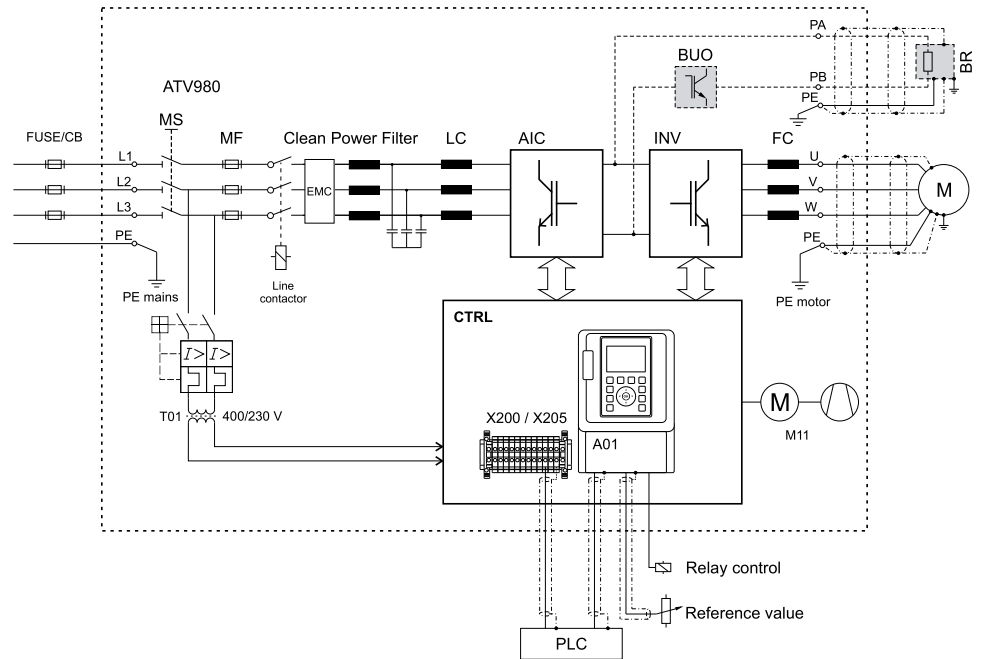 PA
BUO
BR
ATV980
PB
MS
PE
FUSE/CB
MF
Clean Power Filter
LC
AIC
INV
FC
L1
U
L2
EMC
V
M
L3
W
PE
PE
PE mains
Line
contactor
PE motor
CTRL
I>
I>
T01
400/230 V
X200 / X205
M
A01
M11
Relay control
Reference value
PLC